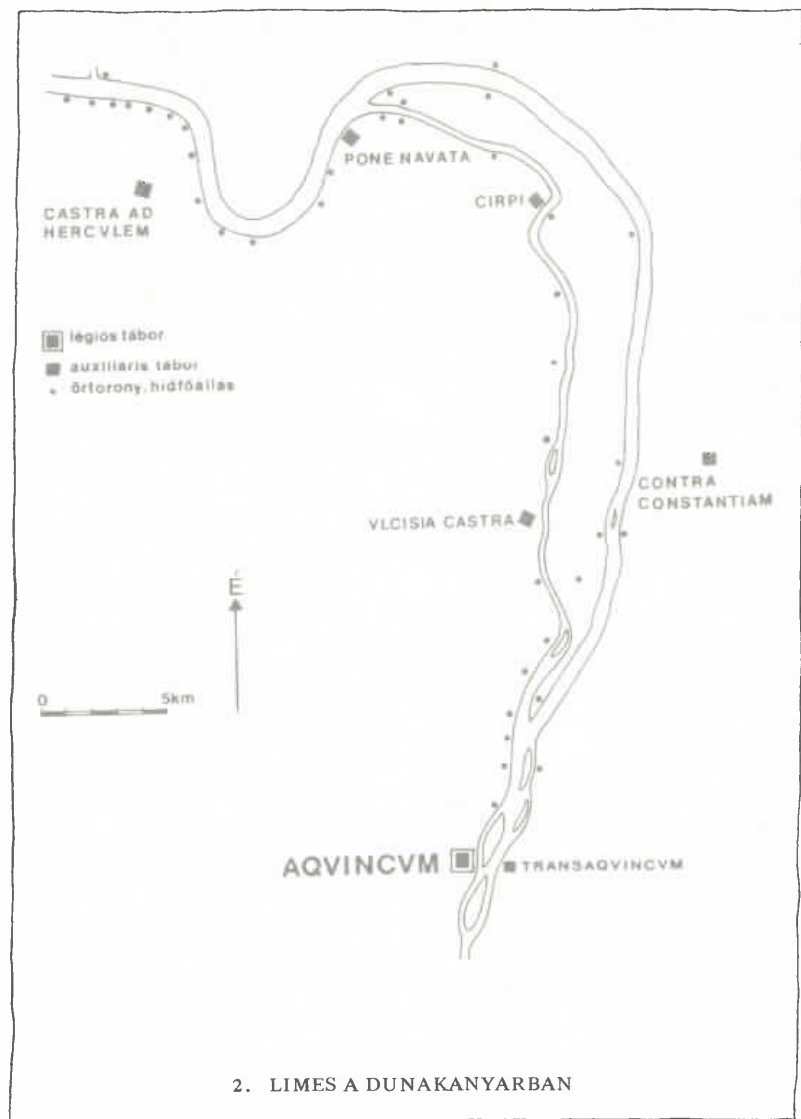 PONE NAVATA
CIRPI
CASTRA AD
HERCVLEM
légiós tábor
auxiliáris tábor
őrtorony, hídfőállás
CONTRA
CONSTANTIAM
VLCISIA CASTRA
É
0 5km
AQVINCVM
TRANSAQVINCVM
2. LIMES A DUNAKANYARBAN